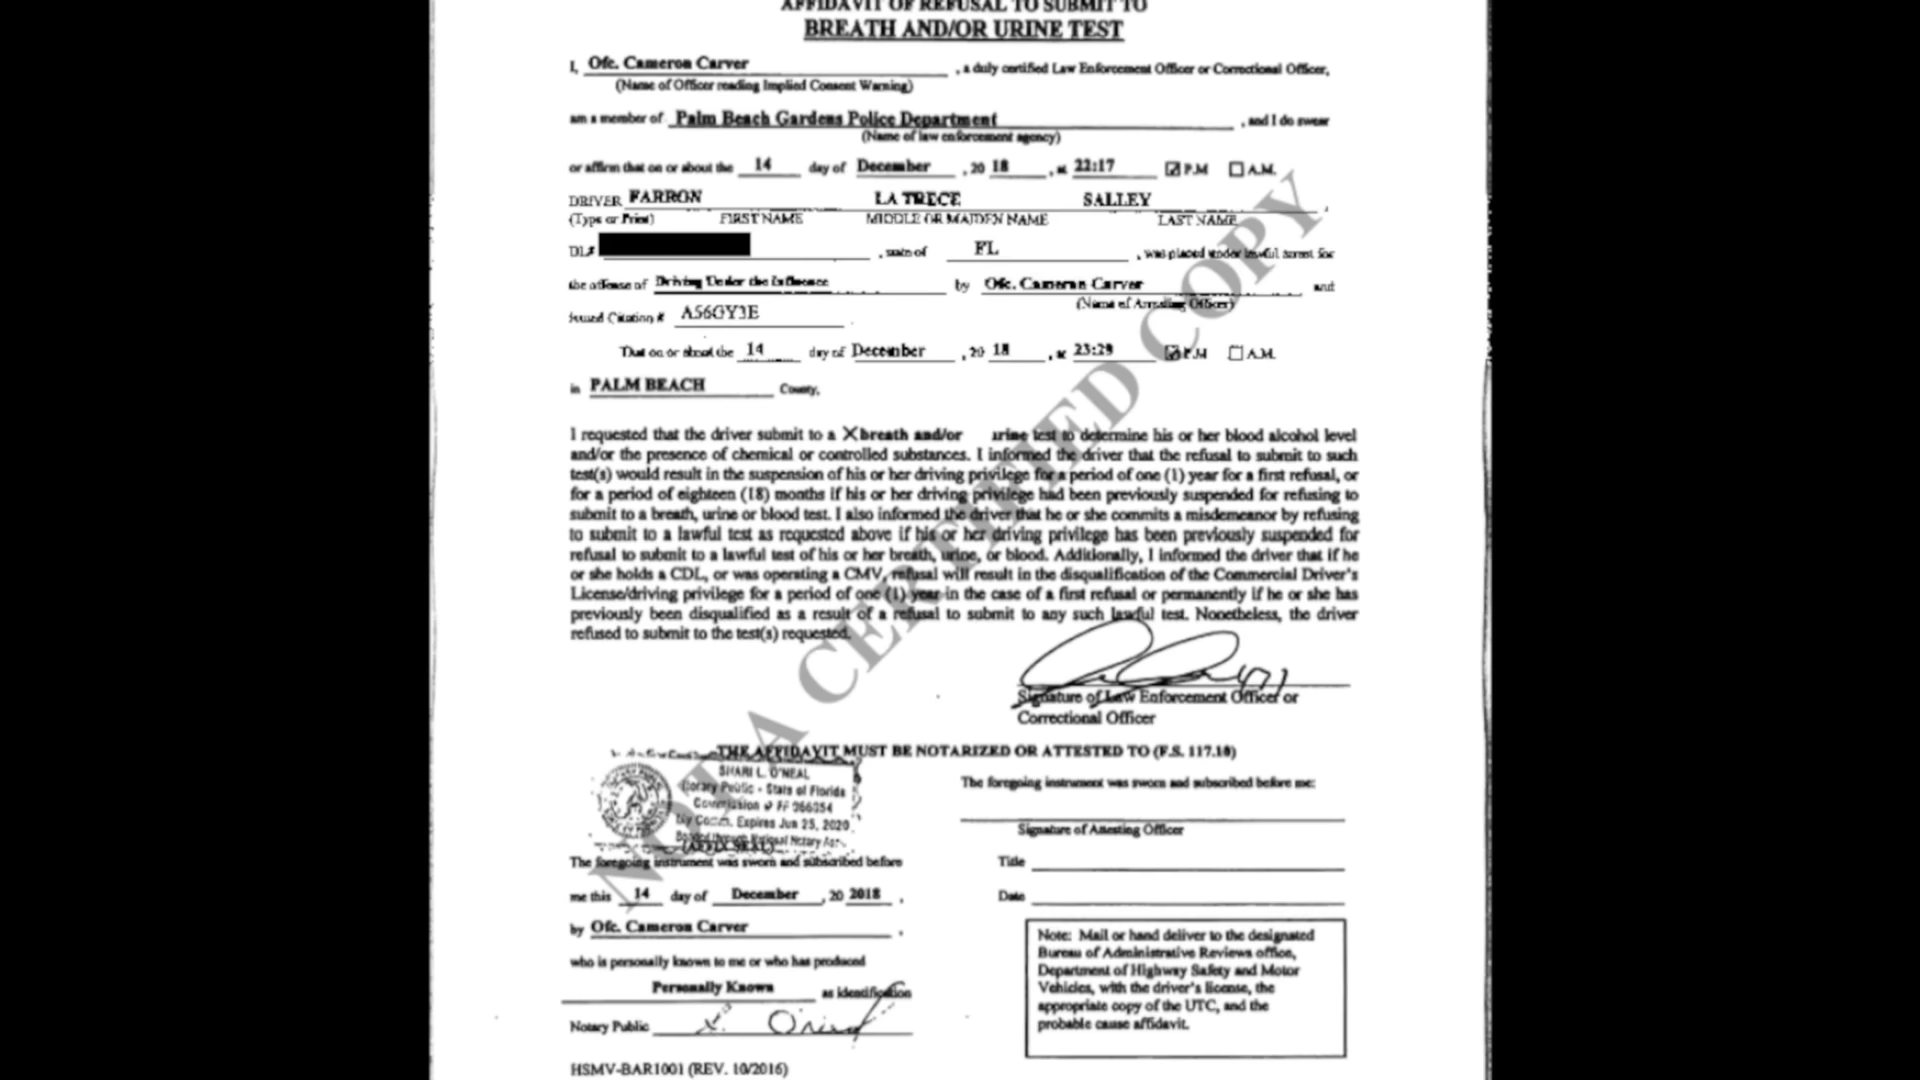 AFFIDAVIT OF REFUSAL TO SUBMIT TO
BREATH AND/OR URINE TEST
I, Ofc. Cameron Carver , a duly certified Law Enforcement Officer or Correctional Officer,
(Name of Officer reading Implied Consent Warning)
am a member of Palm Beach Gardens Police Department , and I do swear
(Name of law enforcement agency)
or affirm that on or about the 14 day of December , 20 18 , at 22:17 P.M A.M.
DRIVER FARRON LA TRECE SALLEY
(Type or Print) FIRST NAME MIDDLE OR MAIDEN NAME LAST NAME
DL# , state of FL , was placed under lawful arrest for
the offense of Driving Under the Influence by Ofc. Cameron Carver and
(Name of Arresting Officer)
Issued Citation # A56GY3E
That on or about the 14 day of December , 20 18 , at 23:29 P.M A.M.
in PALM BEACH County,
I requested that the driver submit to a X breath and/or urine test to determine his or her blood alcohol level
and/or the presence of chemical or controlled substances. I informed the driver that the refusal to submit to such
test(s) would result in the suspension of his or her driving privilege for a period of one (1) year for a first refusal, or
for a period of eighteen (18) months if his or her driving privilege had been previously suspended for refusing to
submit to a breath, urine or blood test. I also informed the driver that he or she commits a misdemeanor by refusing
to submit to a lawful test as requested above if his or her driving privilege has been previously suspended for
refusal to submit to a lawful test of his or her breath, urine, or blood. Additionally, I informed the driver that if he
or she holds a CDL, or was operating a CMV, refusal will result in the disqualification of the Commercial Driver's
License/driving privilege for a period of one (1) year in the case of a first refusal or permanently if he or she has
previously been disqualified as a result of a refusal to submit to any such lawful test. Nonetheless, the driver
refused to submit to the test(s) requested.
Signature of Law Enforcement Officer or
Correctional Officer
THE AFFIDAVIT MUST BE NOTARIZED OR ATTESTED TO (F.S. 117.10)
SHARI L. O'NEAL
Notary Public - State of Florida
Commission # FF 966354
My Comm. Expires Jun 25, 2020
Bonded through National Notary Assn.
(AFFIX SEAL)
The foregoing instrument was sworn and subscribed before
me this 14 day of December , 20 2018 ,
by Ofc. Cameron Carver ,
who is personally known to me or who has produced
Personally Known as identification
Notary Public S. O'Neal
HSMV-BAR1001 (REV. 10/2016)
The foregoing instrument was sworn and subscribed before me:
Signature of Attesting Officer
Title
Date
Note: Mail or hand deliver to the designated
Bureau of Administrative Reviews office,
Department of Highway Safety and Motor
Vehicles, with the driver's license, the
appropriate copy of the UTC, and the
probable cause affidavit.
NOT A CERTIFIED COPY